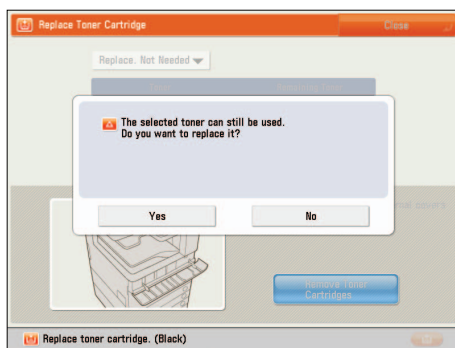 Replace Toner Cartridge
Close
Replace. Not Needed
The selected toner can still be used.
Do you want to replace it?
Yes
No
Remove Toner
Cartridges
Replace toner cartridge. (Black)